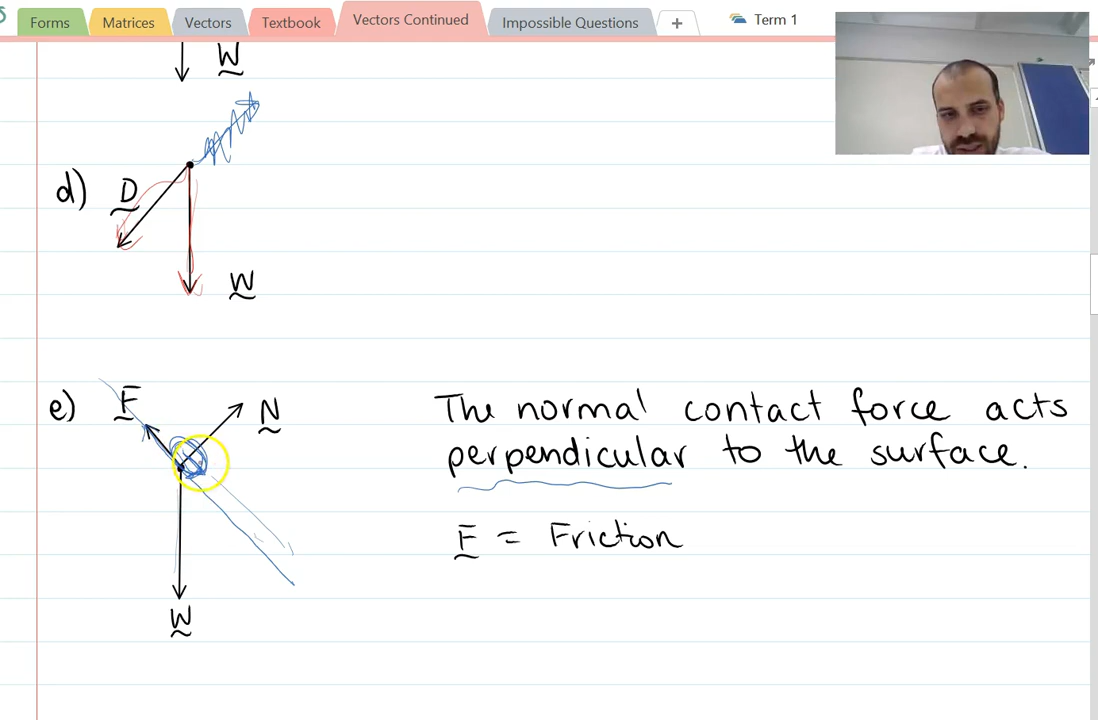 Forms Matrices Vectors Textbook Vectors Continued Impossible Questions + Term 1
W
d) D
W
e) F N The normal contact force acts
perpendicular to the surface.
F = Friction
W